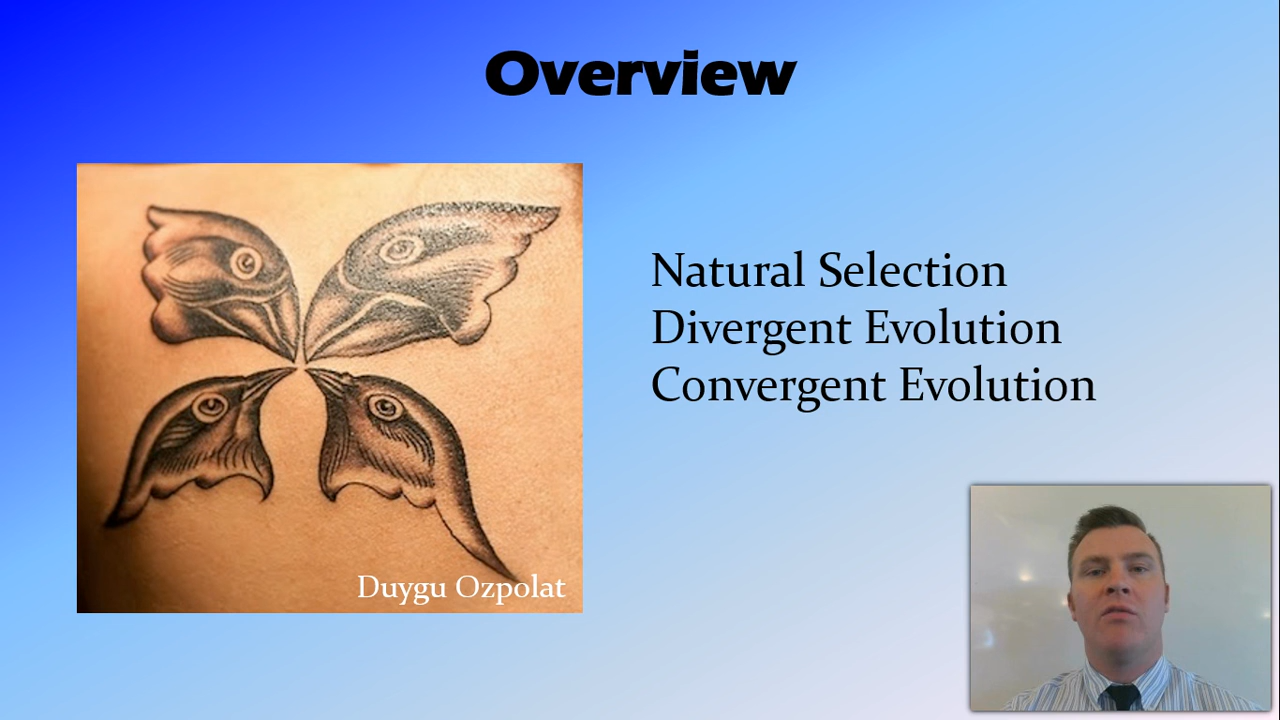 Overview
Natural Selection
Divergent Evolution
Convergent Evolution
Duygu Ozpolat